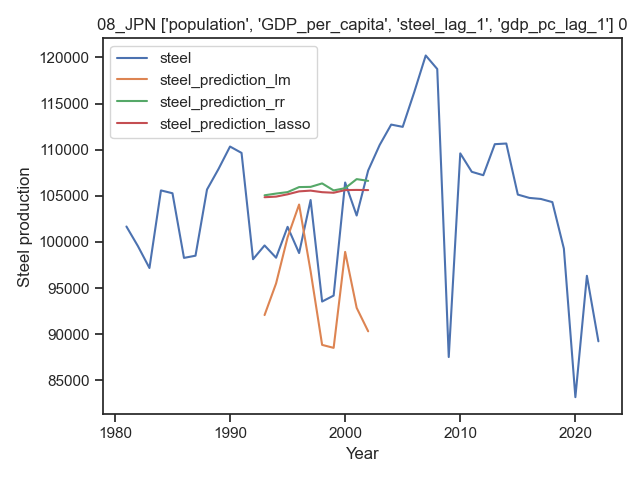 08_JPN ['population', 'GDP_per_capita', 'steel_lag_1', 'gdp_pc_lag_1'] 0
steel
steel_prediction_lm
steel_prediction_rr
steel_prediction_lasso
Steel production
120000
115000
110000
105000
100000
95000
90000
85000
1980
1990
2000
2010
2020
Year